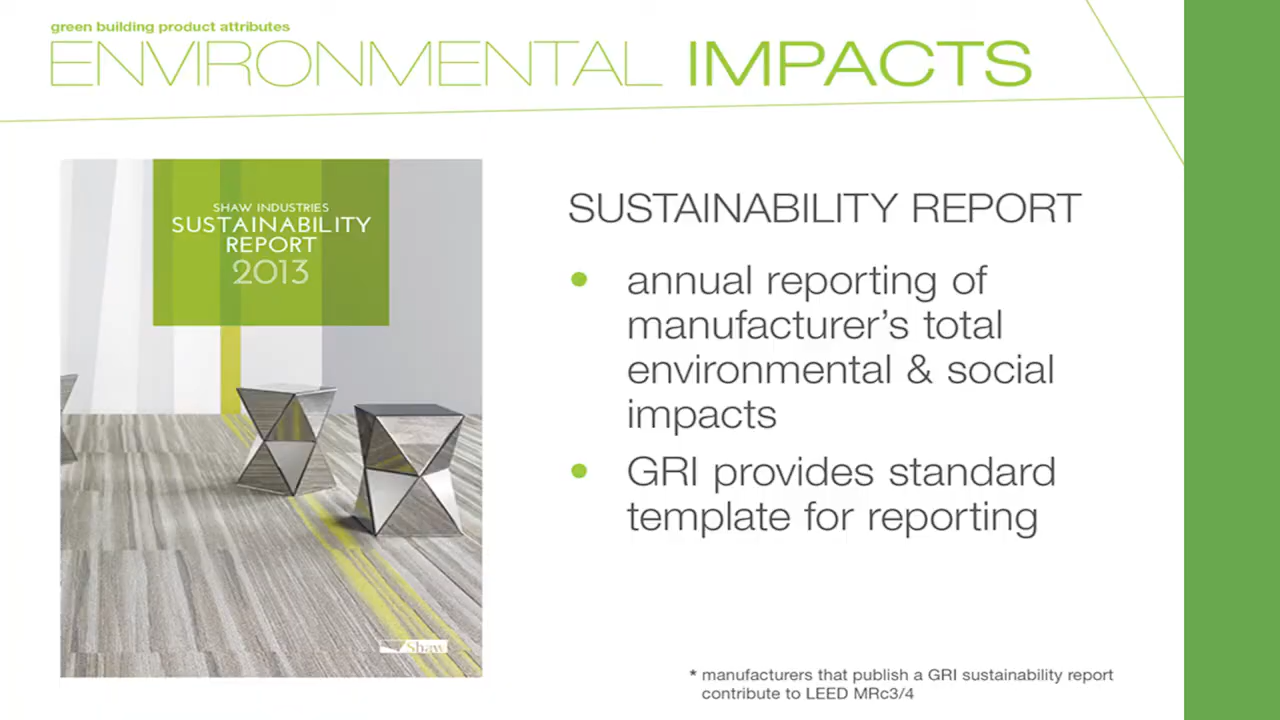 green building product attributes
ENVIRONMENTAL IMPACTS
SHAW INDUSTRIES
SUSTAINABILITY
REPORT
2013
Shaw
SUSTAINABILITY REPORT
• annual reporting of
manufacturer's total
environmental & social
impacts
• GRI provides standard
template for reporting
* manufacturers that publish a GRI sustainability report
contribute to LEED MRc3/4